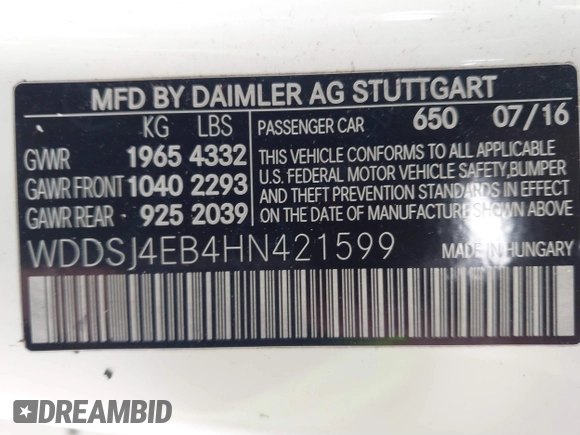 MFD BY DAIMLER AG STUTTGART
KG LBS PASSENGER CAR 650 07/16
GVWR 1965 4332 THIS VEHICLE CONFORMS TO ALL APPLICABLE
U.S. FEDERAL MOTOR VEHICLE SAFETY, BUMPER
GAWR FRONT 1040 2293 AND THEFT PREVENTION STANDARDS IN EFFECT
GAWR REAR 925 2039 ON THE DATE OF MANUFACTURE SHOWN ABOVE
WDDSJ4EB4HN421599 MADE IN HUNGARY
DREAMBID